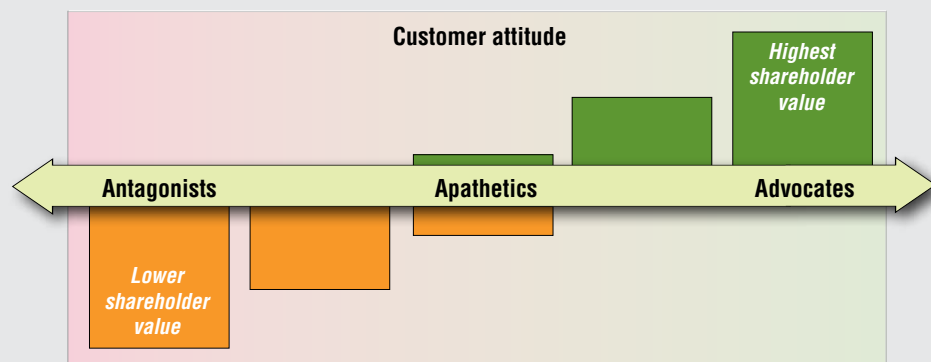 Customer attitude
Highest
shareholder
value
Antagonists
Apathetics
Advocates
Lower
shareholder
value